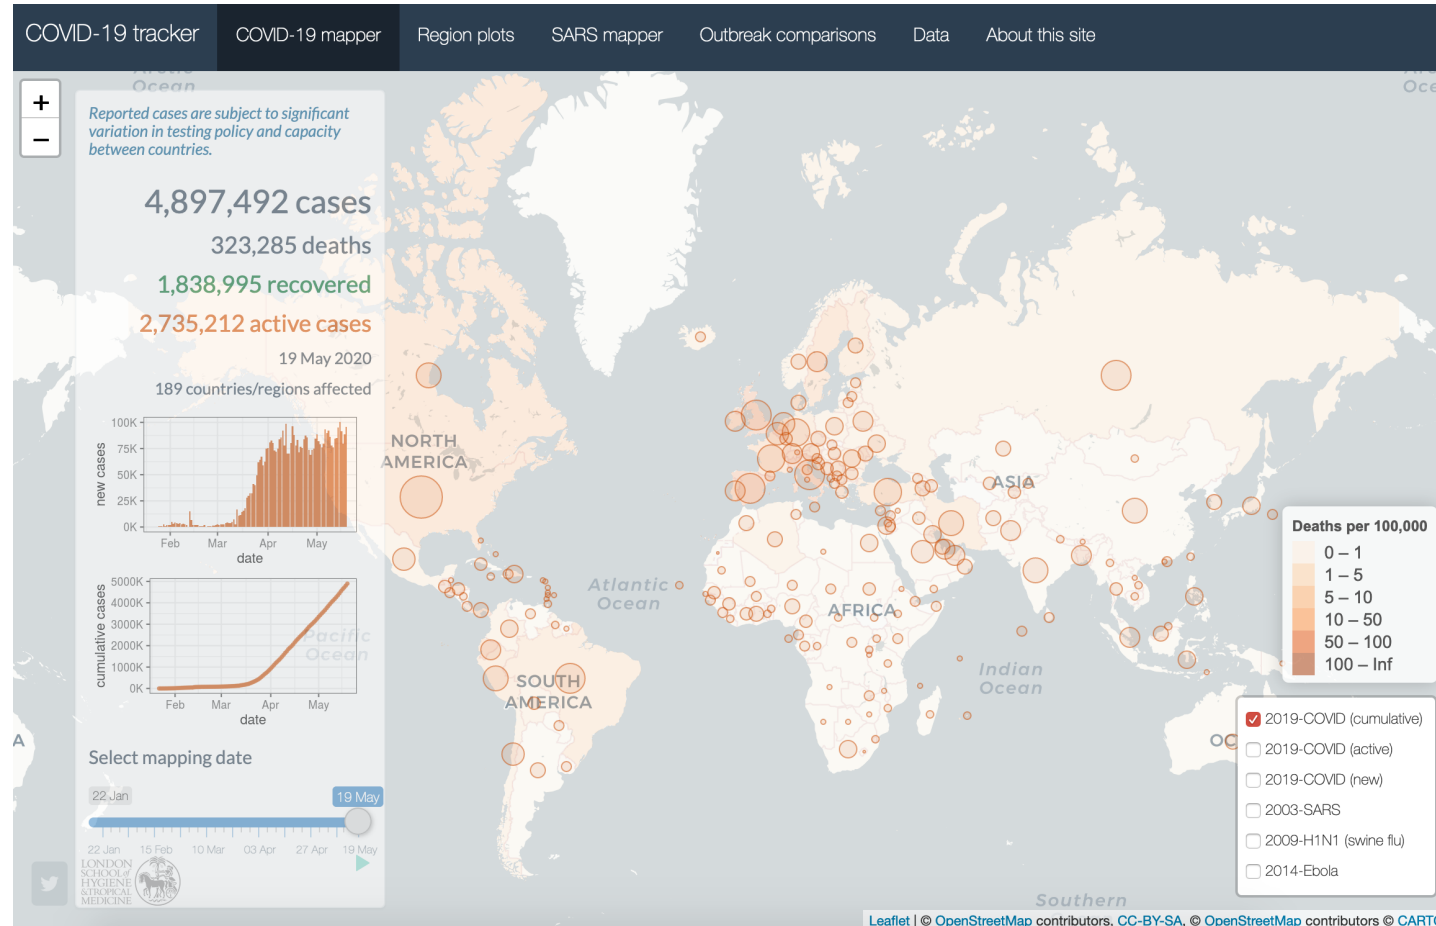 COVID-19 tracker
COVID-19 mapper
Region plots
SARS mapper
Outbreak comparisons
Data
About this site
Arctic
Ocean
+
−
Reported cases are subject to significant
variation in testing policy and capacity
between countries.
4,897,492 cases
323,285 deaths
1,838,995 recovered
2,735,212 active cases
19 May 2020
189 countries/regions affected
100K
75K
50K
25K
0K
new cases
Feb Mar Apr May
date
5000K
4000K
3000K
2000K
1000K
0K
cumulative cases
Feb Mar Apr May
date
Select mapping date
22 Jan
19 May
22 Jan 15 Feb 10 Mar 03 Apr 27 Apr 19 May
LONDON
SCHOOL of
HYGIENE
&TROPICAL
MEDICINE
NORTH
AMERICA
Atlantic
Ocean
Pacific
Ocean
SOUTH
AMERICA
AFRICA
ASIA
Indian
Ocean
Southern
A
OC
Oce
Deaths per 100,000
0 – 1
1 – 5
5 – 10
10 – 50
50 – 100
100 – Inf
2019-COVID (cumulative)
2019-COVID (active)
2019-COVID (new)
2003-SARS
2009-H1N1 (swine flu)
2014-Ebola
Leaflet | © OpenStreetMap contributors, CC-BY-SA, © OpenStreetMap contributors © CARTO